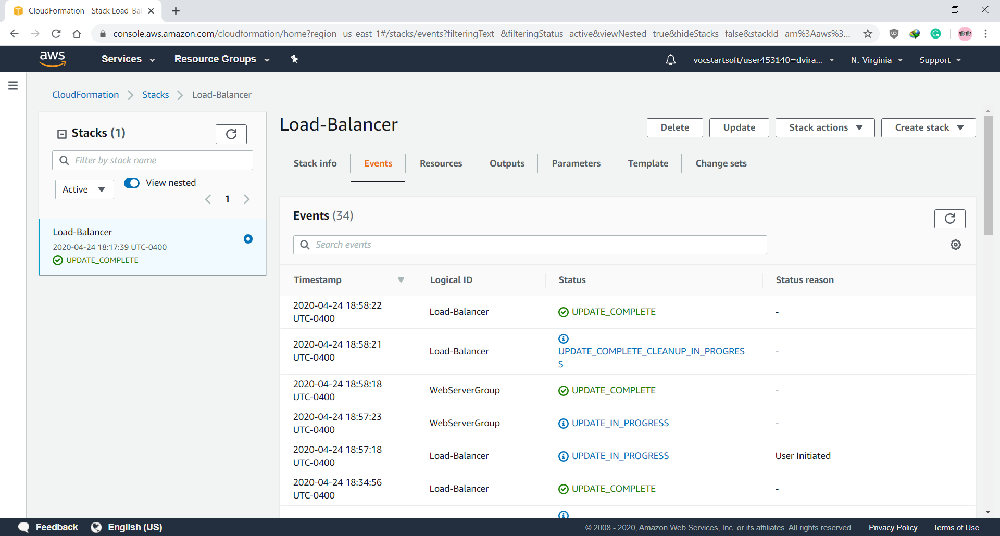 CloudFormation - Stack Load-Ba
console.aws.amazon.com/cloudformation/home?region=us-east-1#/stacks/events?filteringText=&filteringStatus=active&viewNested=true&hideStacks=false&stackId=arn%3Aaws%3...
aws
Services
Resource Groups
vocstartsoft/user453140=dvira...
N. Virginia
Support
CloudFormation
Stacks
Load-Balancer
Stacks (1)
Filter by stack name
Active
View nested
1
Load-Balancer
2020-04-24 18:17:39 UTC-0400
UPDATE_COMPLETE
Load-Balancer
Delete
Update
Stack actions
Create stack
Stack info
Events
Resources
Outputs
Parameters
Template
Change sets
Events (34)
Search events
Timestamp
Logical ID
Status
Status reason
2020-04-24 18:58:22
UTC-0400
Load-Balancer
UPDATE_COMPLETE
-
2020-04-24 18:58:21
UTC-0400
Load-Balancer
UPDATE_COMPLETE_CLEANUP_IN_PROGRES
S
-
2020-04-24 18:58:18
UTC-0400
WebServerGroup
UPDATE_COMPLETE
-
2020-04-24 18:57:23
UTC-0400
WebServerGroup
UPDATE_IN_PROGRESS
-
2020-04-24 18:57:18
UTC-0400
Load-Balancer
UPDATE_IN_PROGRESS
User Initiated
2020-04-24 18:34:56
UTC-0400
Load-Balancer
UPDATE_COMPLETE
-
Feedback
English (US)
© 2008 - 2020, Amazon Web Services, Inc. or its affiliates. All rights reserved.
Privacy Policy
Terms of Use